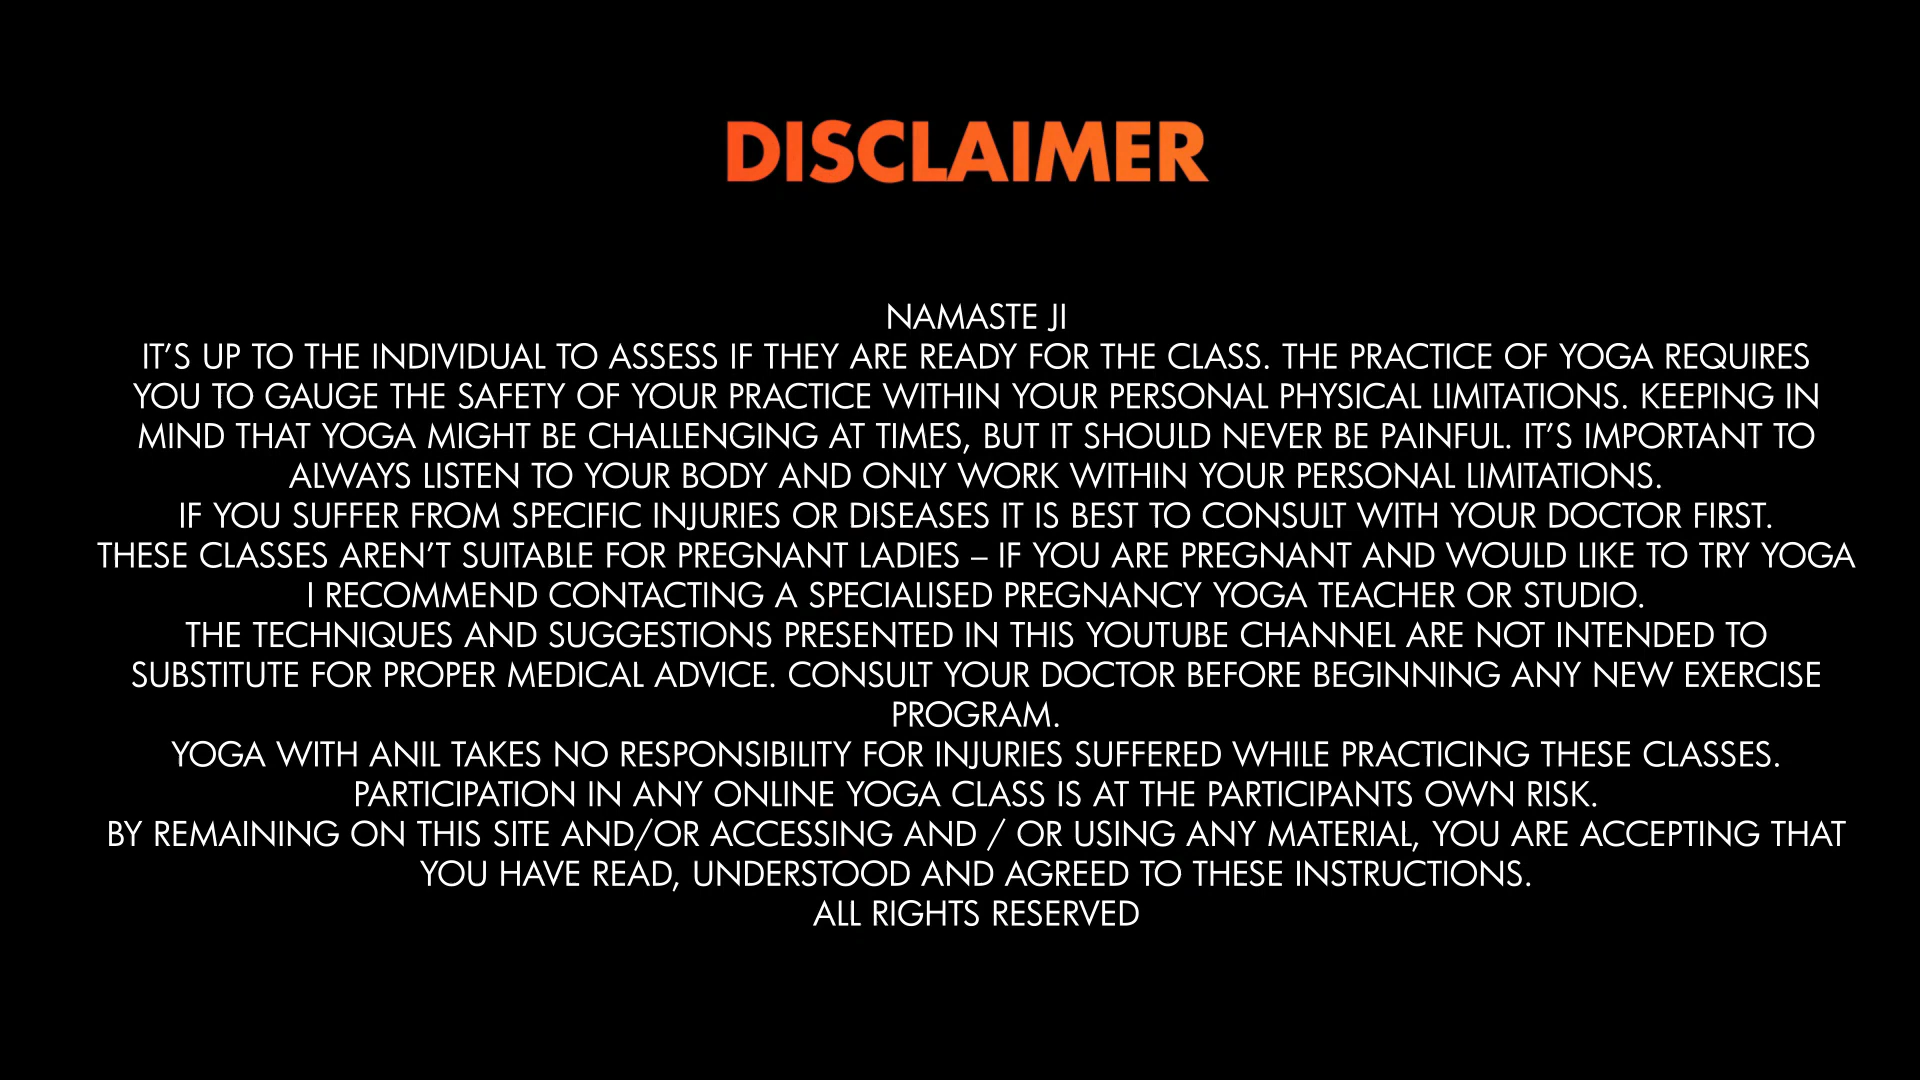 DISCLAIMER
NAMASTE JI
IT’S UP TO THE INDIVIDUAL TO ASSESS IF THEY ARE READY FOR THE CLASS. THE PRACTICE OF YOGA REQUIRES
YOU TO GAUGE THE SAFETY OF YOUR PRACTICE WITHIN YOUR PERSONAL PHYSICAL LIMITATIONS. KEEPING IN
MIND THAT YOGA MIGHT BE CHALLENGING AT TIMES, BUT IT SHOULD NEVER BE PAINFUL. IT’S IMPORTANT TO
ALWAYS LISTEN TO YOUR BODY AND ONLY WORK WITHIN YOUR PERSONAL LIMITATIONS.
IF YOU SUFFER FROM SPECIFIC INJURIES OR DISEASES IT IS BEST TO CONSULT WITH YOUR DOCTOR FIRST.
THESE CLASSES AREN’T SUITABLE FOR PREGNANT LADIES – IF YOU ARE PREGNANT AND WOULD LIKE TO TRY YOGA
I RECOMMEND CONTACTING A SPECIALISED PREGNANCY YOGA TEACHER OR STUDIO.
THE TECHNIQUES AND SUGGESTIONS PRESENTED IN THIS YOUTUBE CHANNEL ARE NOT INTENDED TO
SUBSTITUTE FOR PROPER MEDICAL ADVICE. CONSULT YOUR DOCTOR BEFORE BEGINNING ANY NEW EXERCISE
PROGRAM.
YOGA WITH ANIL TAKES NO RESPONSIBILITY FOR INJURIES SUFFERED WHILE PRACTICING THESE CLASSES.
PARTICIPATION IN ANY ONLINE YOGA CLASS IS AT THE PARTICIPANTS OWN RISK.
BY REMAINING ON THIS SITE AND/OR ACCESSING AND / OR USING ANY MATERIAL, YOU ARE ACCEPTING THAT
YOU HAVE READ, UNDERSTOOD AND AGREED TO THESE INSTRUCTIONS.
ALL RIGHTS RESERVED